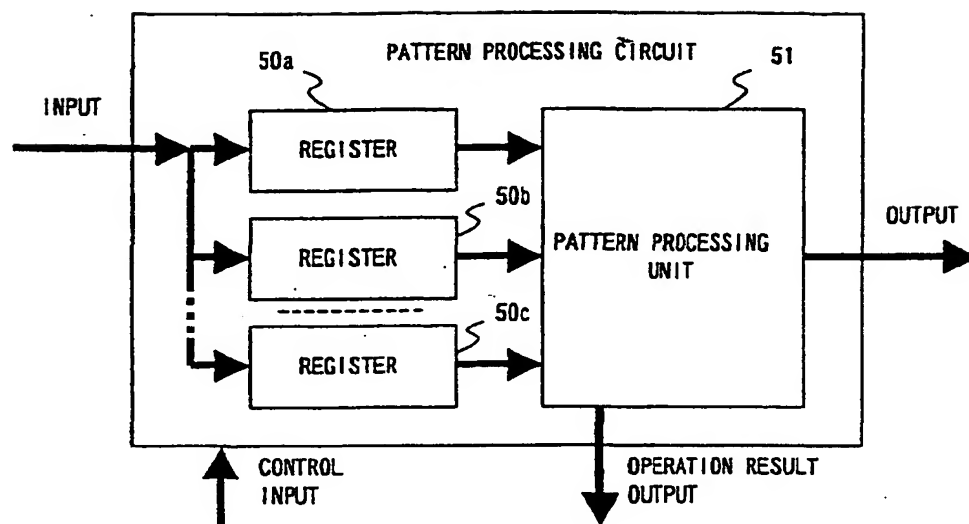 PATTERN PROCESSING CIRCUIT
50a
51
INPUT
REGISTER
50b
REGISTER
OUTPUT
PATTERN PROCESSING
UNIT
50c
REGISTER
CONTROL
INPUT
OPERATION RESULT
OUTPUT